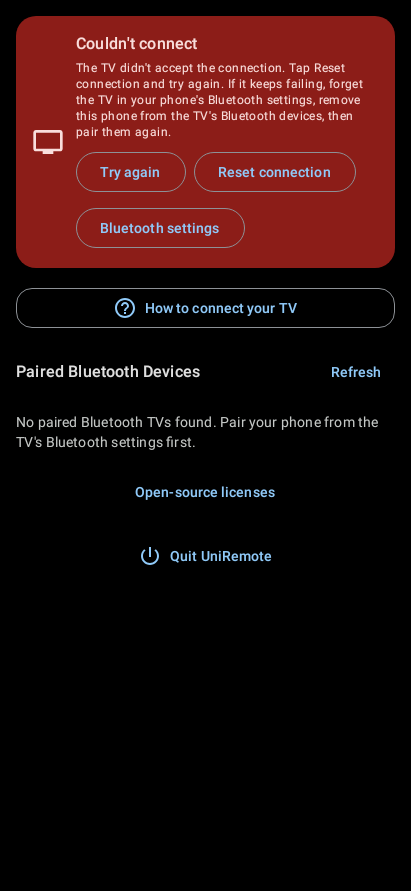 Couldn't connect
The TV didn't accept the connection. Tap Reset
connection and try again. If it keeps failing, forget
the TV in your phone's Bluetooth settings, remove
this phone from the TV's Bluetooth devices, then
pair them again.
Try again
Reset connection
Bluetooth settings
How to connect your TV
Paired Bluetooth Devices
Refresh
No paired Bluetooth TVs found. Pair your phone from the
TV's Bluetooth settings first.
Open-source licenses
Quit UniRemote